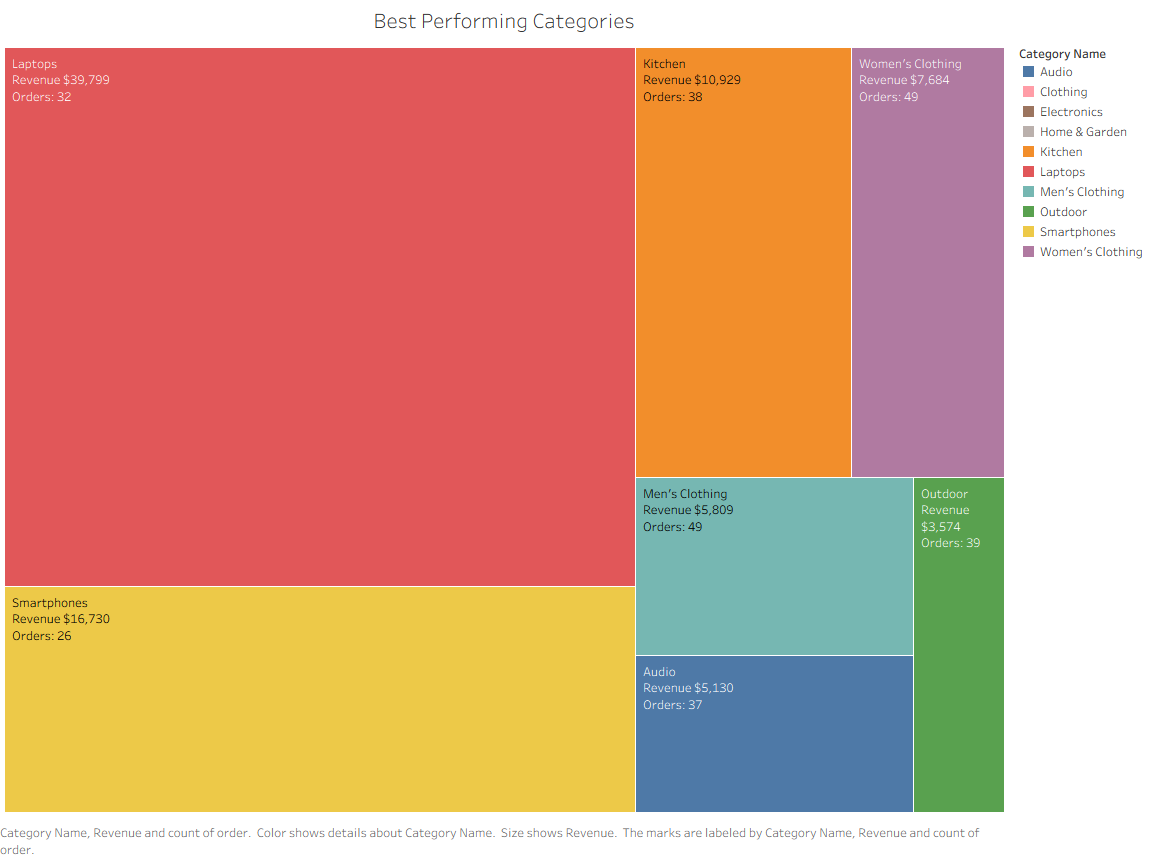 Best Performing Categories
Laptops
Revenue $39,799
Orders: 32
Kitchen
Revenue $10,929
Orders: 38
Women's Clothing
Revenue $7,684
Orders: 49
Category Name
Audio
Clothing
Electronics
Home & Garden
Kitchen
Laptops
Men's Clothing
Outdoor
Smartphones
Women's Clothing
Men's Clothing
Revenue $5,809
Orders: 49
Outdoor
Revenue
$3,574
Orders: 39
Smartphones
Revenue $16,730
Orders: 26
Audio
Revenue $5,130
Orders: 37
Category Name, Revenue and count of order.  Color shows details about Category Name.  Size shows Revenue.  The marks are labeled by Category Name, Revenue and count of
order.